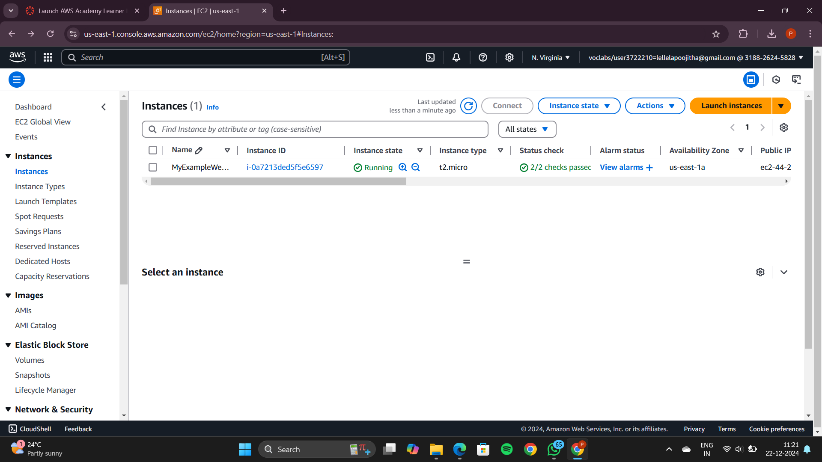 Launch AWS Academy Learner
Instances | EC2 | us-east-1
us-east-1.console.aws.amazon.com/ec2/home?region=us-east-1#Instances:
aws
Search
[Alt+S]
N. Virginia
voclabs/user3722210=lellelapoojitha@gmail.com @ 3188-2624-5828
Dashboard
EC2 Global View
Events
Instances
Instances
Instance Types
Launch Templates
Spot Requests
Savings Plans
Reserved Instances
Dedicated Hosts
Capacity Reservations
Images
AMIs
AMI Catalog
Elastic Block Store
Volumes
Snapshots
Lifecycle Manager
Network & Security
Instances (1) Info
Last updated
less than a minute ago
Connect
Instance state
Actions
Launch instances
Find Instance by attribute or tag (case-sensitive)
All states
1
Name Instance ID Instance state Instance type Status check Alarm status Availability Zone Public IP
MyExampleWe... i-0a7213ded5f5e6597 Running t2.micro 2/2 checks passec View alarms + us-east-1a ec2-44-2
Select an instance
CloudShell Feedback
© 2024, Amazon Web Services, Inc. or its affiliates. Privacy Terms Cookie preferences
24°C
Partly sunny
Search
ENG
IN
11:21
22-12-2024